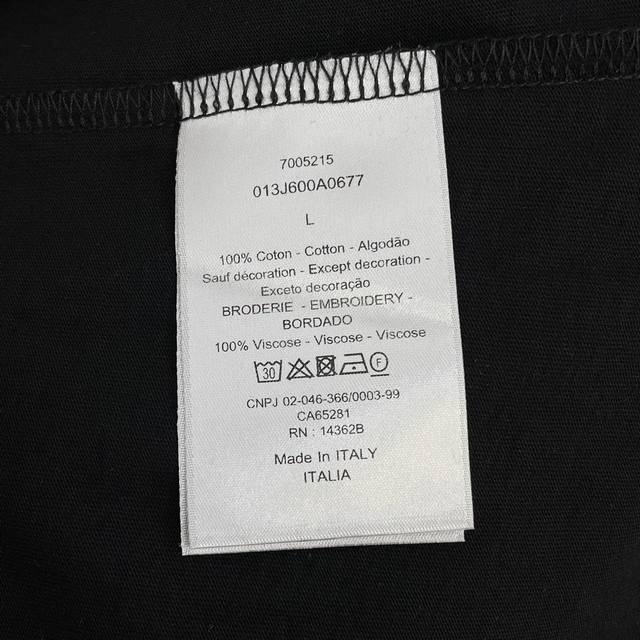 7005215
013J600A0677
L
100% Coton - Cotton - Algodão
Sauf décoration - Except decoration -
Exceto decoração
BRODERIE - EMBROIDERY -
BORDADO
100% Viscose - Viscose - Viscose
30 F
CNPJ 02-046-366/0003-99
CA65281
RN : 14362B
Made In ITALY
ITALIA